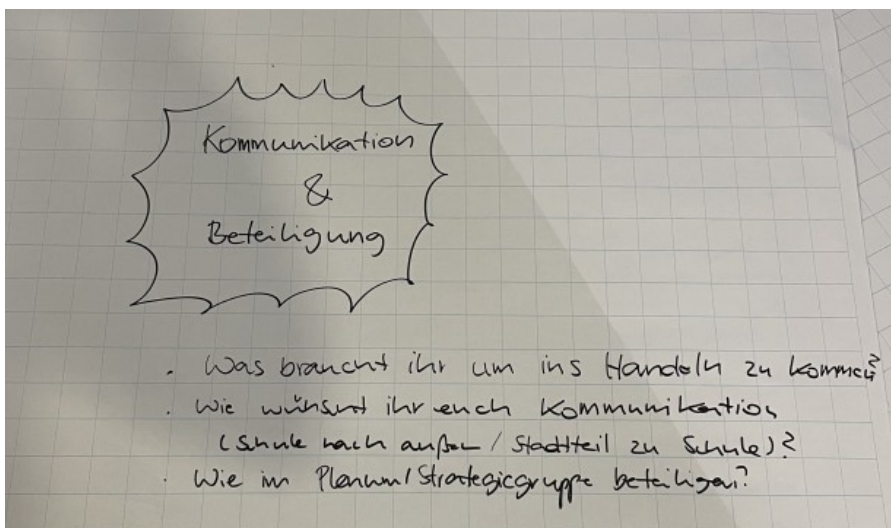 Kommunikation
&
Beteiligung
· Was braucht ihr um ins Handeln zu kommen?
· Wie wünscht ihr euch Kommunikation
(Schule nach außen / Stadtteil zu Schule)?
· Wie im Plenum/Strategiegruppe beteiligen?